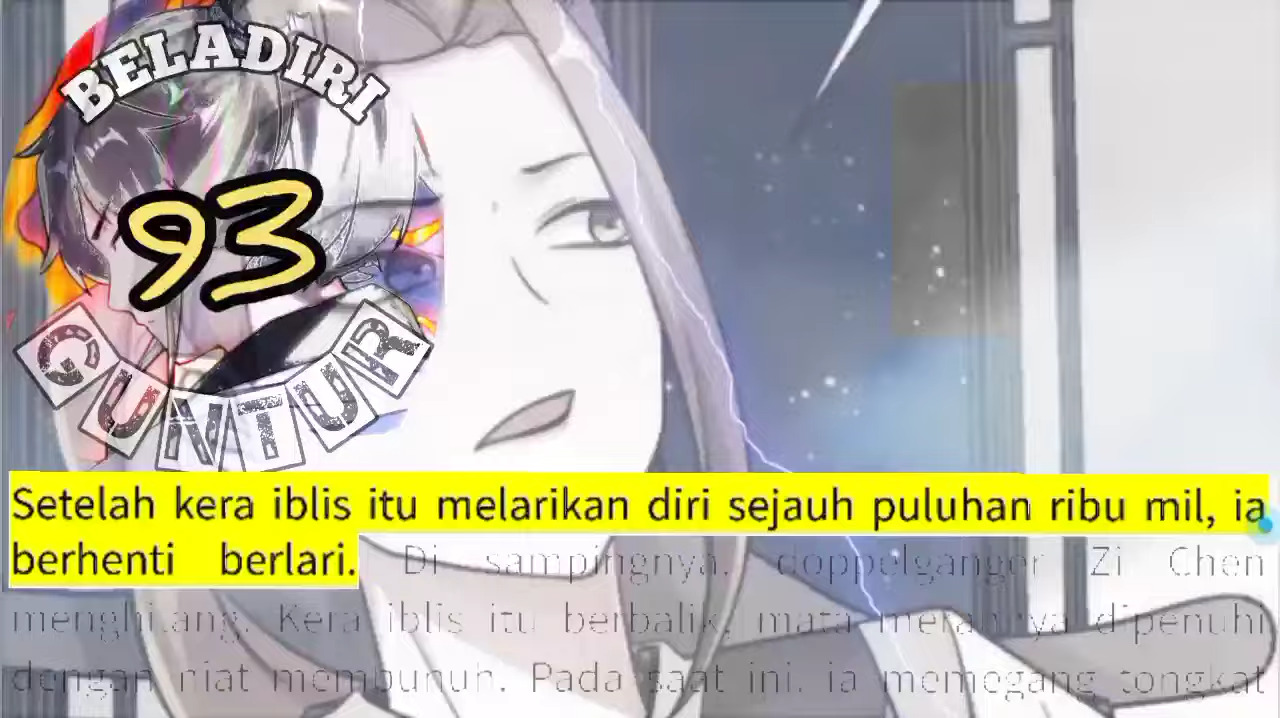 BELADIRI
93
GUNTUR
Setelah kera iblis itu melarikan diri sejauh puluhan ribu mil, ia
berhenti berlari. Di sampingnya, doppelganger Zi Chen
menghilang. Kera iblis itu berbalik, mata merahnya dipenuhi
dengan niat membunuh. Pada saat ini, ia memegang tongkat